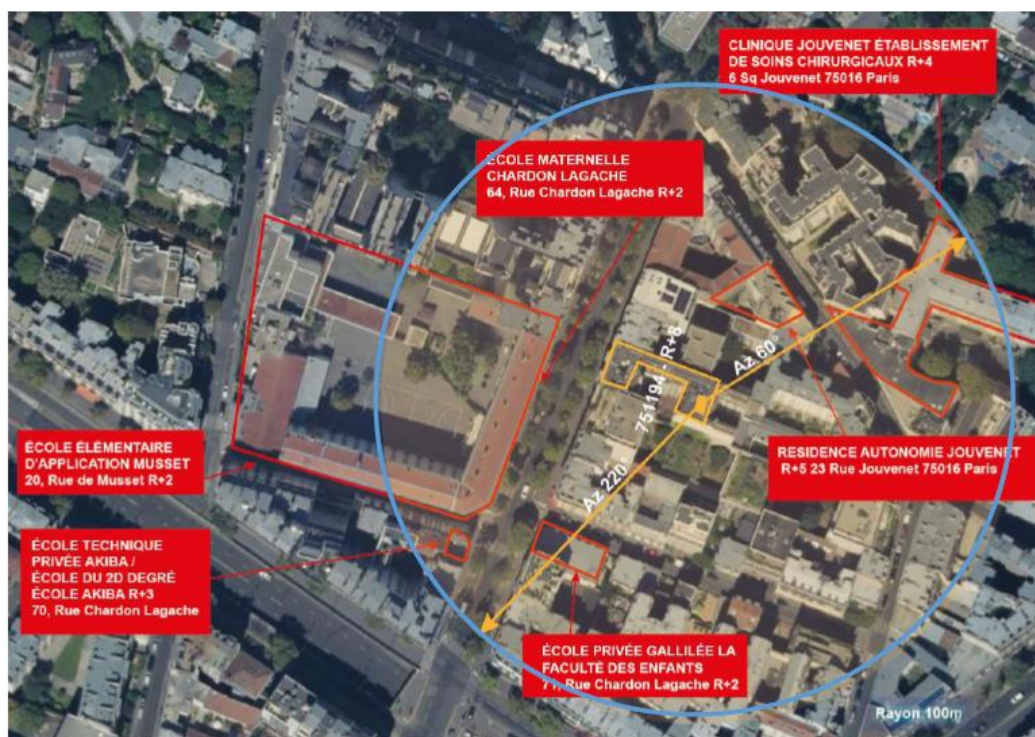 CLINIQUE JOUVENET ÉTABLISSEMENT
DE SOINS CHIRURGICAUX R+4
6 Sq Jouvenet 75016 Paris
ÉCOLE MATERNELLE
CHARDON LAGACHE
64, Rue Chardon Lagache R+2
Az 60°
751194 - R+8
Az 220°
ÉCOLE ÉLÉMENTAIRE
D'APPLICATION MUSSET
20, Rue de Musset R+2
RESIDENCE AUTONOMIE JOUVENET
R+5 23 Rue Jouvenet 75016 Paris
ÉCOLE TECHNIQUE
PRIVÉE AKIBA /
ÉCOLE DU 2D DEGRÉ
ÉCOLE AKIBA R+3
70, Rue Chardon Lagache
ÉCOLE PRIVÉE GALLILÉE LA
FACULTÉ DES ENFANTS
71, Rue Chardon Lagache R+2
Rayon 100m